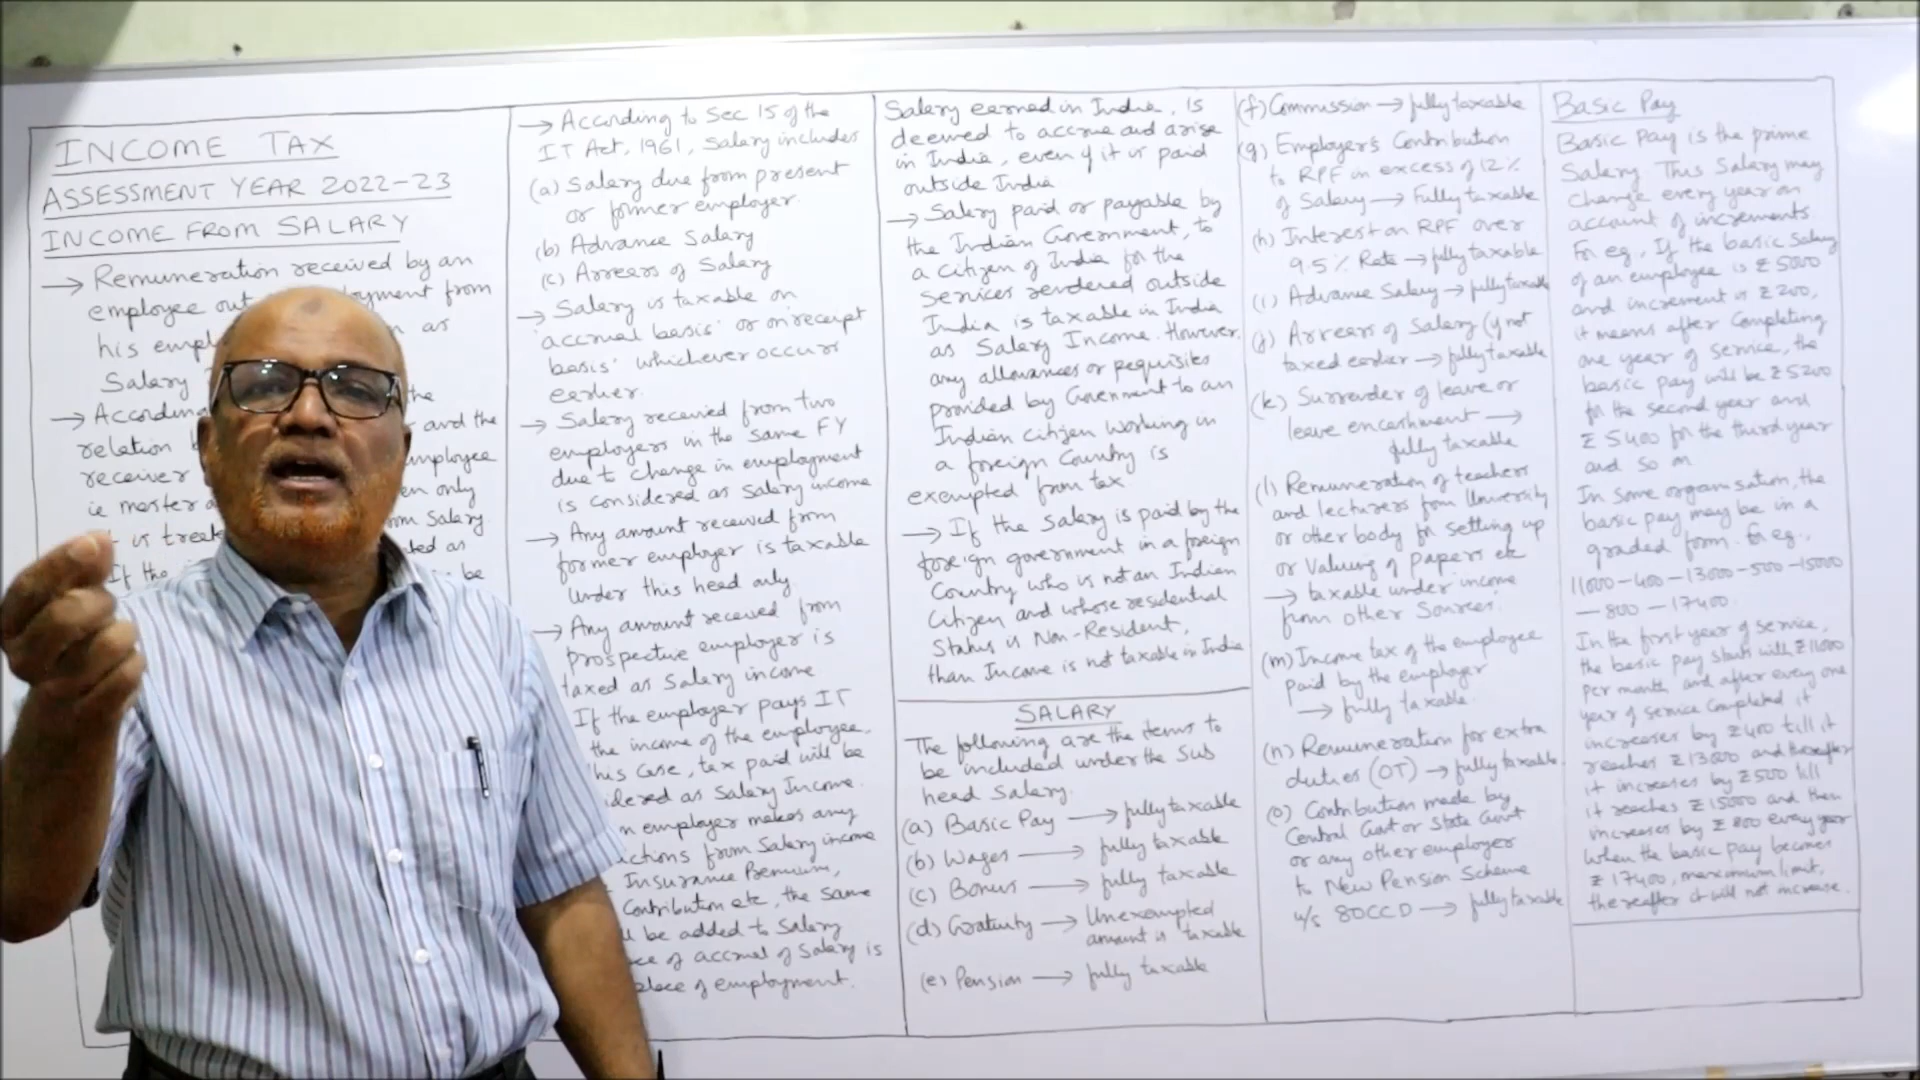 INCOME TAX
ASSESSMENT YEAR 2022-23
INCOME FROM SALARY
→ Remuneration received by an
employee out yment from
his empl as
Salary
→ According the
relation and the
receiver employee
ie master a en only
is treat om Salary.
If the ted as
be
→ According to Sec 15 of the
IT Act, 1961, Salary includes
(a) Salary due from present
or former employer.
(b) Advance Salary
(c) Arrears of Salary
→ Salary is taxable on
'accrual basis' or on 'receipt
basis' whichever occurs
earlier.
→ Salary received from two
employers in the same FY
due to change in employment
is considered as salary income
→ Any amount received from
former employer is taxable
under this head only
→ Any amount received from
prospective employer is
taxed as Salary income
If the employer pays IT
the income of the employee,
his case, tax paid will be
idered as Salary Income.
n employer makes any
uctions from Salary income
Insurance Premium,
Contribution etc, the same
ll be added to Salary
ce of accrual of Salary is
place of employment.
Salary earned in India, is
deemed to accrue and arise
in India, even if it is paid
outside India
→ Salary paid or payable by
the Indian Government, to
a citizen of India for the
services rendered outside
India is taxable in India
as Salary Income. However,
any allowances or pequisites
provided by Government to an
Indian citizen working in
a foreign Country is
exempted from tax
→ If the salary is paid by the
foreign government in a foreign
Country who is not an Indian
Citizen and whose residential
Status is Non-Resident,
than Income is not taxable in India
SALARY
The following are the items to
be included under the sub
head Salary.
(a) Basic Pay → fully taxable
(b) Wages → fully taxable
(c) Bonus → fully taxable
(d) Gratuity → Unexempted
amount is taxable
(e) Pension → fully taxable
(f) Commission → fully taxable
(g) Employer's Contribution
to RPF in excess of 12%
of Salary → Fully taxable
(h) Interest on RPF over
9.5% Rate → fully taxable
(i) Advance Salary → fully taxable
(j) Arrears of Salary (if not
taxed earlier → fully taxable
(k) Surrender of leave or
leave encashment →
fully taxable
(l) Remuneration of teachers
and lecturers from University
or other body for setting up
or Valuing of Papers etc
→ taxable under income
from other Sources.
(m) Income tax of the employee
paid by the employer
→ fully taxable.
(n) Remuneration for extra
duties (OT) → fully taxable
(o) Contribution made by
Central Govt or State Govt
or any other employer
to New Pension Scheme
u/s 80CCD → fully taxable
Basic Pay
Basic Pay is the prime
Salary. This Salary may
change every year on
account of increments
For eg, If the basic salary
of an employee is ₹ 5000
and increment is ₹ 200,
it means after completing
one year of service, the
basic pay will be ₹ 5200
for the second year and
₹ 5400 for the third year
and so on
In some organisation, the
basic pay may be in a
graded form. For eg.,
11000-400-13000-500-15000
-800-17400.
In the first year of service,
the basic pay starts with ₹ 11000
per month and after every one
year of service completed it
increases by ₹ 400 till it
reaches ₹ 13000 and thereafter
it increases by ₹ 500 till
it reaches ₹ 15000 and then
increases by ₹ 800 every year
When the basic pay becomes
₹ 17400, maximum limit,
thereafter it will not increase.